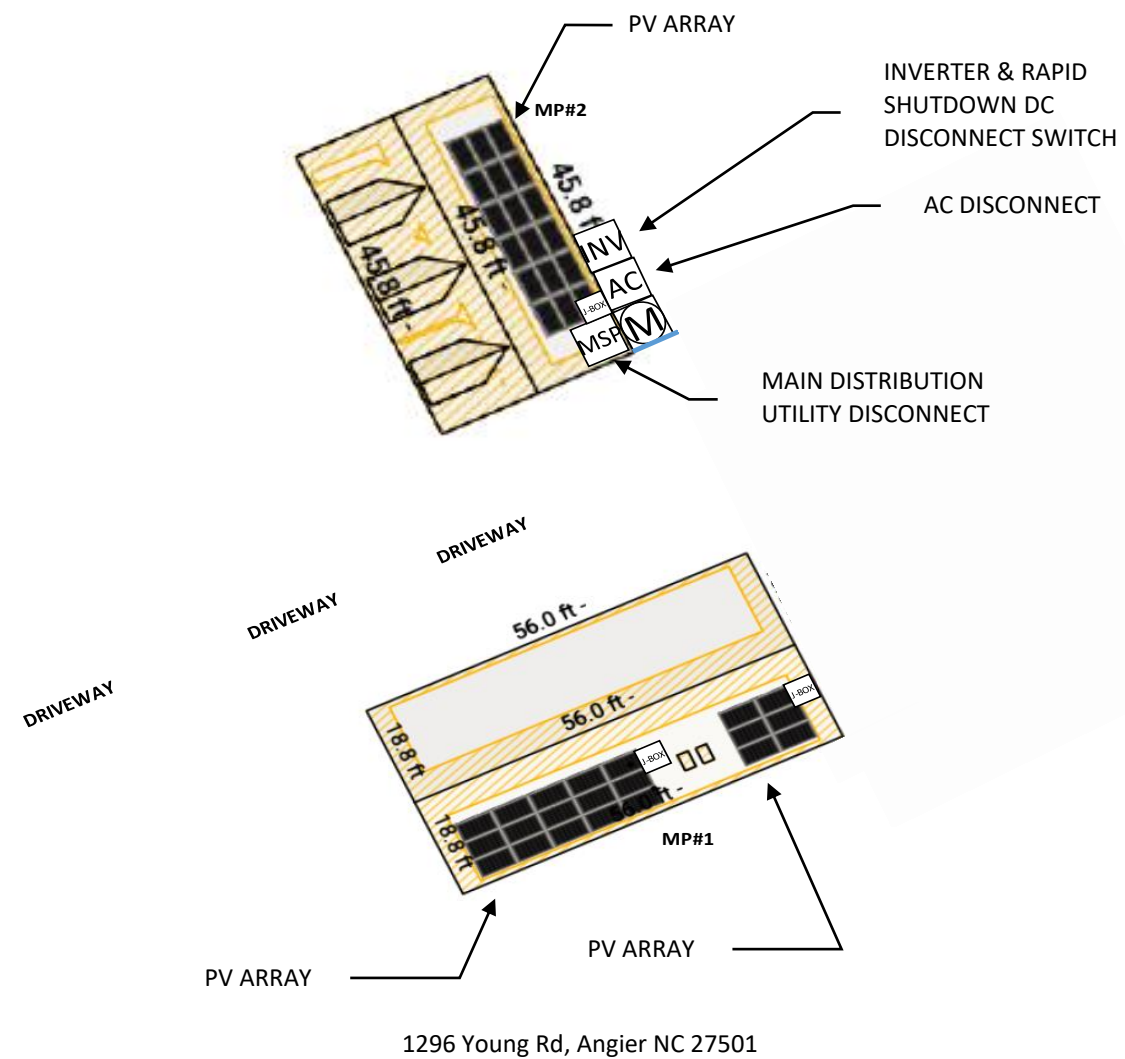 PV ARRAY
INVERTER & RAPID
SHUTDOWN DC
DISCONNECT SWITCH
MP#2
45.8 ft
AC DISCONNECT
45.8 ft -
45.8 ft -
INV
AC
J-BOX
MSP
M
MAIN DISTRIBUTION
UTILITY DISCONNECT
DRIVEWAY
DRIVEWAY
DRIVEWAY
56.0 ft -
56.0 ft -
18.8 ft
J-BOX
J-BOX
56.0 ft -
18.8 ft
MP#1
PV ARRAY
PV ARRAY
1296 Young Rd, Angier NC 27501